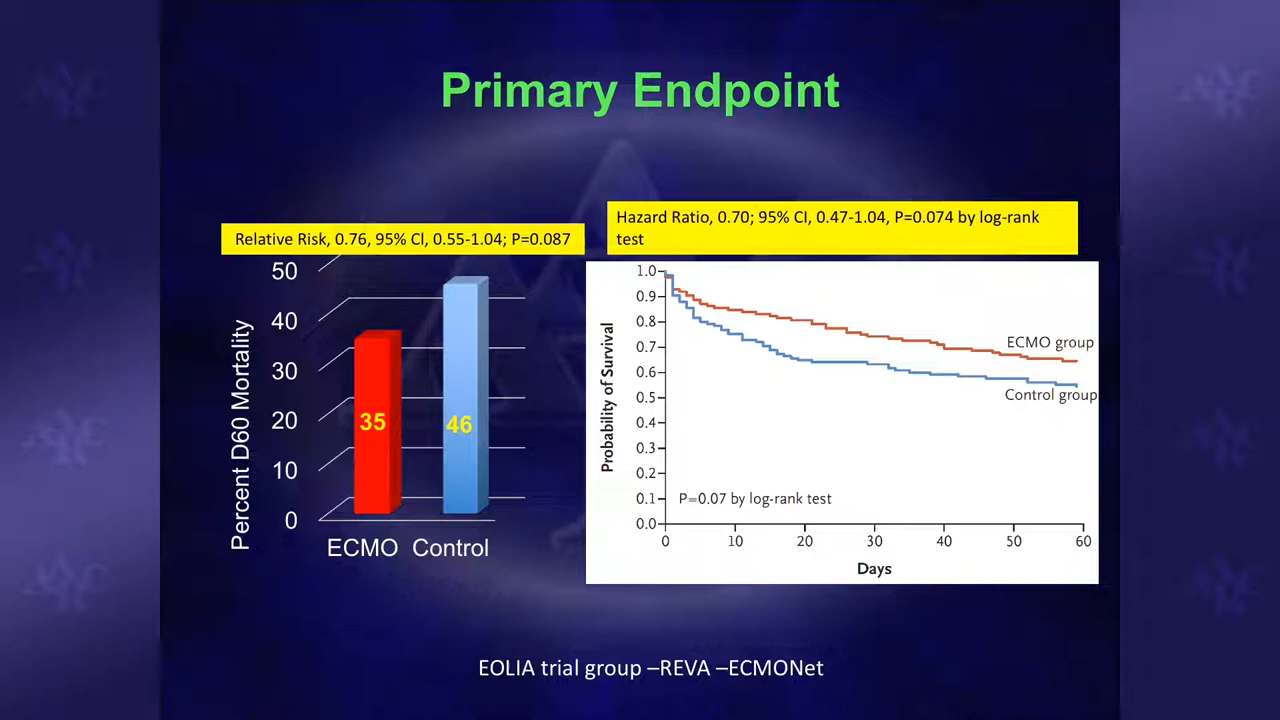 Primary Endpoint
Relative Risk, 0.76, 95% CI, 0.55-1.04; P=0.087
Hazard Ratio, 0.70; 95% CI, 0.47-1.04, P=0.074 by log-rank
test
Percent D60 Mortality
50
40
30
20
10
0
35
46
ECMO
Control
Probability of Survival
1.0
0.9
0.8
0.7
0.6
0.5
0.4
0.3
0.2
0.1
0.0
ECMO group
Control group
P=0.07 by log-rank test
0
10
20
30
40
50
60
Days
EOLIA trial group –REVA –ECMONet